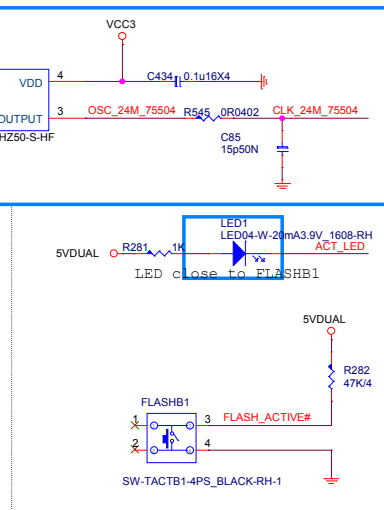 VCC3
VDD 4 C434 0.1u16X4
OUTPUT 3 OSC_24M_75504 R545 0R0402 CLK_24M_75504
HZ50-S-HF
C85
15p50N
LED1
LED04-W-20mA3.9V_1608-RH
5VDUAL R281 1K ACT_LED
LED close to FLASHB1
5VDUAL
R282
47K/4
FLASHB1
1 3 FLASH_ACTIVE#
2 4
SW-TACTB1-4PS_BLACK-RH-1